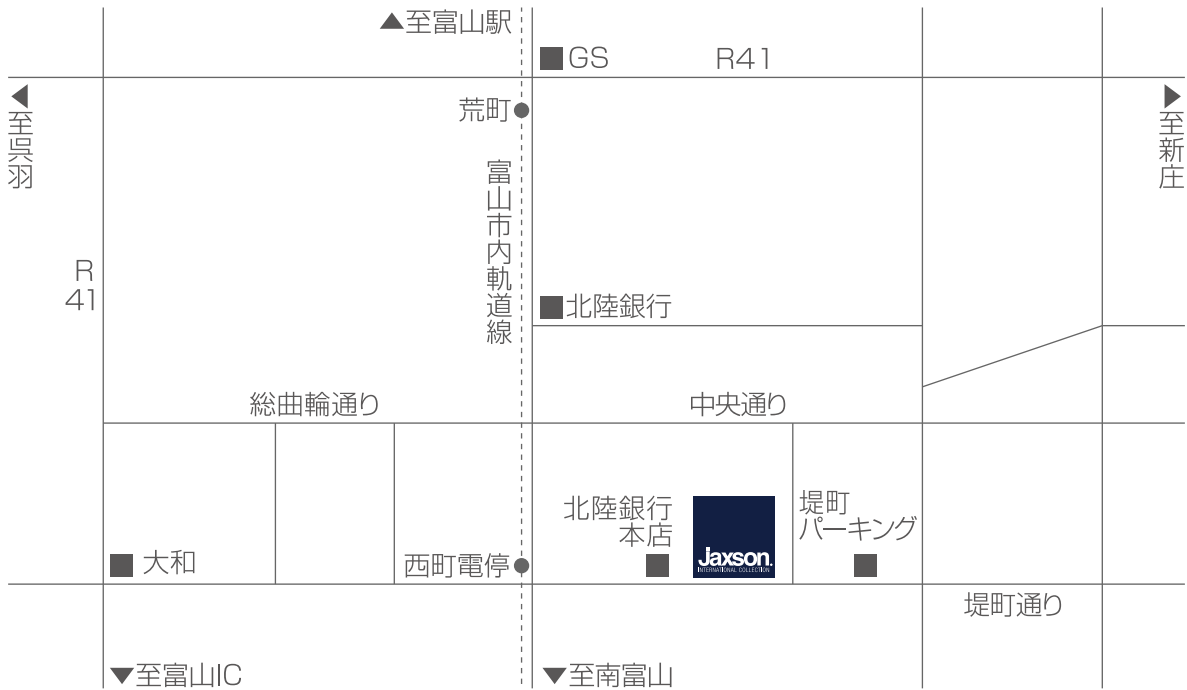 ▲至富山駅
■GS
R41
◀至呉羽
荒町
▶至新庄
富山市内軌道線
R
41
■北陸銀行
総曲輪通り
中央通り
北陸銀行
本店
堤町
パーキング
jaxson.
INTERNATIONAL COLLECTION
大和
西町電停
堤町通り
▼至富山IC
▼至南富山